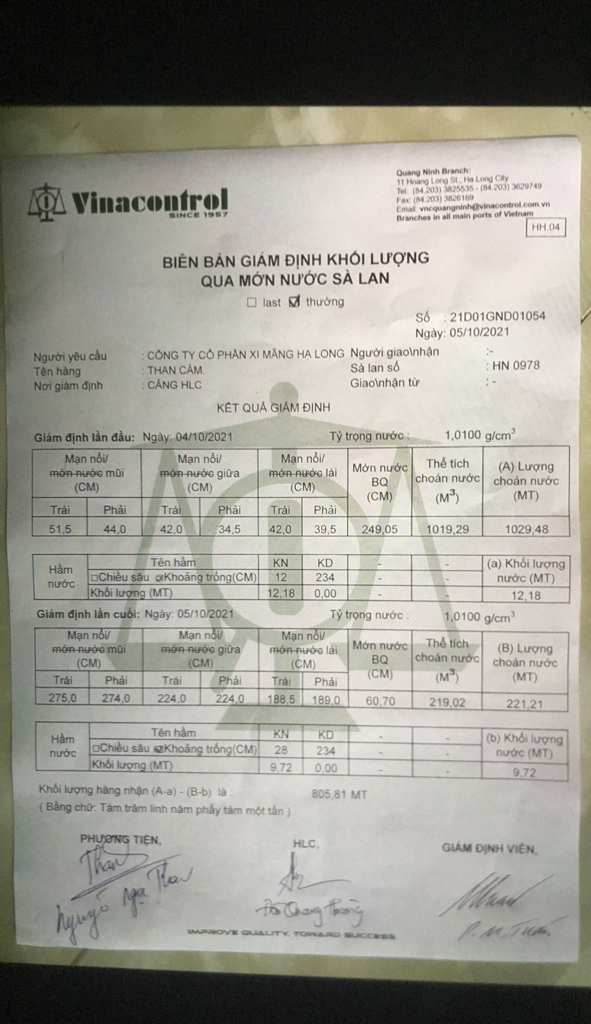 Vinacontrol
SINCE 1957
Quang Ninh Branch:
11 Hoang Long St., Ha Long City
Tel: (84.203) 3825535 - (84.203) 3629749
Fax: (84.203) 3826169
Email: vncquangninh@vinacontrol.com.vn
Branches in all main ports of Vietnam
HH.04
BIÊN BẢN GIÁM ĐỊNH KHỐI LƯỢNG
QUA MỚN NƯỚC SÀ LAN
☐ last ☑ thường
Số : 21D01GND01054
Ngày: 05/10/2021
Người yêu cầu : CÔNG TY CỔ PHẦN XI MĂNG HẠ LONG Người giao\nhận :-
Tên hàng : THAN CÁM. Sà lan số : HN 0978
Nơi giám định : CẢNG HLC Giao\nhận từ : -
KẾT QUẢ GIÁM ĐỊNH
Giám định lần đầu: Ngày: 04/10/2021 Tỷ trọng nước : 1,0100 g/cm3
Mạn nổi/ món nước mũi (CM) Mạn nổi/ món nước giữa (CM) Mạn nổi/ món nước lái (CM) Món nước BQ (CM) Thể tích choán nước (M3) (A) Lượng choán nước (MT)
Trái Phải Trái Phải Trái Phải
51,5 44,0 42,0 34,5 42,0 39,5 249,05 1019,29 1029,48
Hầm nước Tên hầm KN KD - - (a) Khối lượng nước (MT)
☐Chiều sâu ☑Khoảng trống(CM) 12 234 - -
Khối lượng (MT) 12,18 0,00 - - 12,18
Giám định lần cuối: Ngày: 05/10/2021 Tỷ trọng nước : 1,0100 g/cm3
Mạn nổi/ món nước mũi (CM) Mạn nổi/ món nước giữa (CM) Mạn nổi/ món nước lái (CM) Món nước BQ (CM) Thể tích choán nước (M3) (B) Lượng choán nước (MT)
Trái Phải Trái Phải Trái Phải
275,0 274,0 224,0 224,0 188,5 189,0 60,70 219,02 221,21
Hầm nước Tên hầm KN KD - - (b) Khối lượng nước (MT)
☐Chiều sâu ☑Khoảng trống(CM) 28 234 - -
Khối lượng (MT) 9,72 0,00 - - 9,72
Khối lượng hàng nhận (A-a) - (B-b) là : 805,81 MT
( Bằng chữ: Tám trăm linh năm phẩy tám một tấn )
PHƯƠNG TIỆN, HLC, GIÁM ĐỊNH VIÊN,
IMPROVE QUALITY, TOWARD SUCCESS